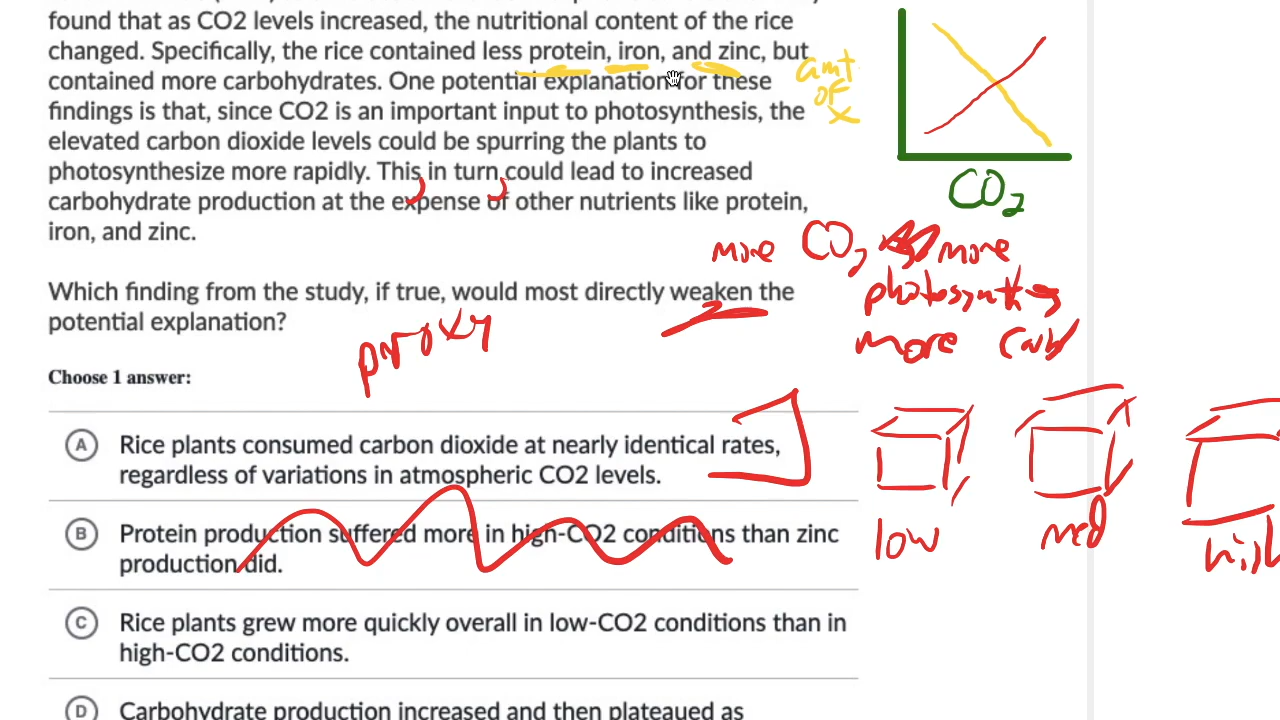 found that as CO2 levels increased, the nutritional content of the rice
changed. Specifically, the rice contained less protein, iron, and zinc, but
contained more carbohydrates. One potential explanation for these
findings is that, since CO2 is an important input to photosynthesis, the
elevated carbon dioxide levels could be spurring the plants to
photosynthesize more rapidly. This in turn could lead to increased
carbohydrate production at the expense of other nutrients like protein,
iron, and zinc.
Which finding from the study, if true, would most directly weaken the
potential explanation?
Choose 1 answer:
A Rice plants consumed carbon dioxide at nearly identical rates,
regardless of variations in atmospheric CO2 levels.
B Protein production suffered more in high-CO2 conditions than zinc
production did.
C Rice plants grew more quickly overall in low-CO2 conditions than in
high-CO2 conditions.
D Carbohydrate production increased and then plateaued as
proxy
amt
of
x
CO2
more CO2 more
more
low
med
high